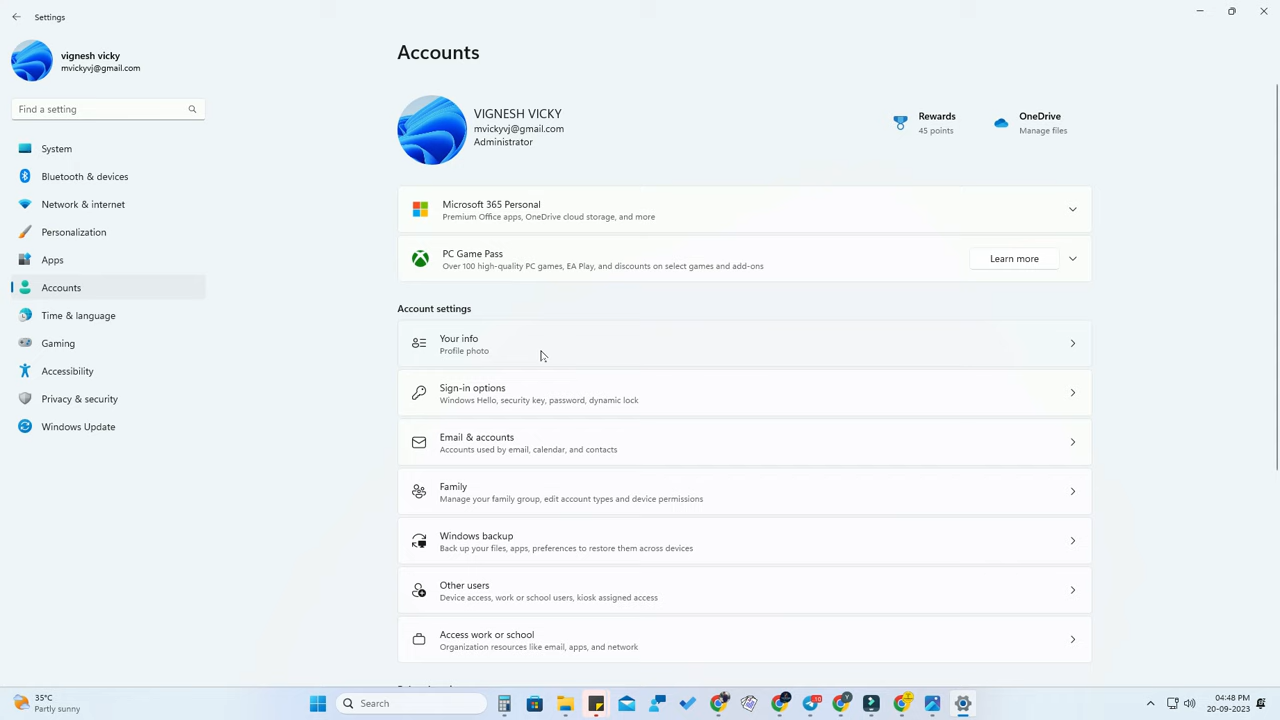 Settings
vignesh vicky
mvickyvj@gmail.com
Find a setting
System
Bluetooth & devices
Network & internet
Personalization
Apps
Accounts
Time & language
Gaming
Accessibility
Privacy & security
Windows Update
Accounts
VIGNESH VICKY
mvickyvj@gmail.com
Administrator
Rewards
45 points
OneDrive
Manage files
Microsoft 365 Personal
Premium Office apps, OneDrive cloud storage, and more
PC Game Pass
Over 100 high-quality PC games, EA Play, and discounts on select games and add-ons
Learn more
Account settings
Your info
Profile photo
Sign-in options
Windows Hello, security key, password, dynamic lock
Email & accounts
Accounts used by email, calendar, and contacts
Family
Manage your family group, edit account types and device permissions
Windows backup
Back up your files, apps, preferences to restore them across devices
Other users
Device access, work or school users, kiosk assigned access
Access work or school
Organization resources like email, apps, and network
35°C
Partly sunny
Search
10
04:48 PM
20-09-2023